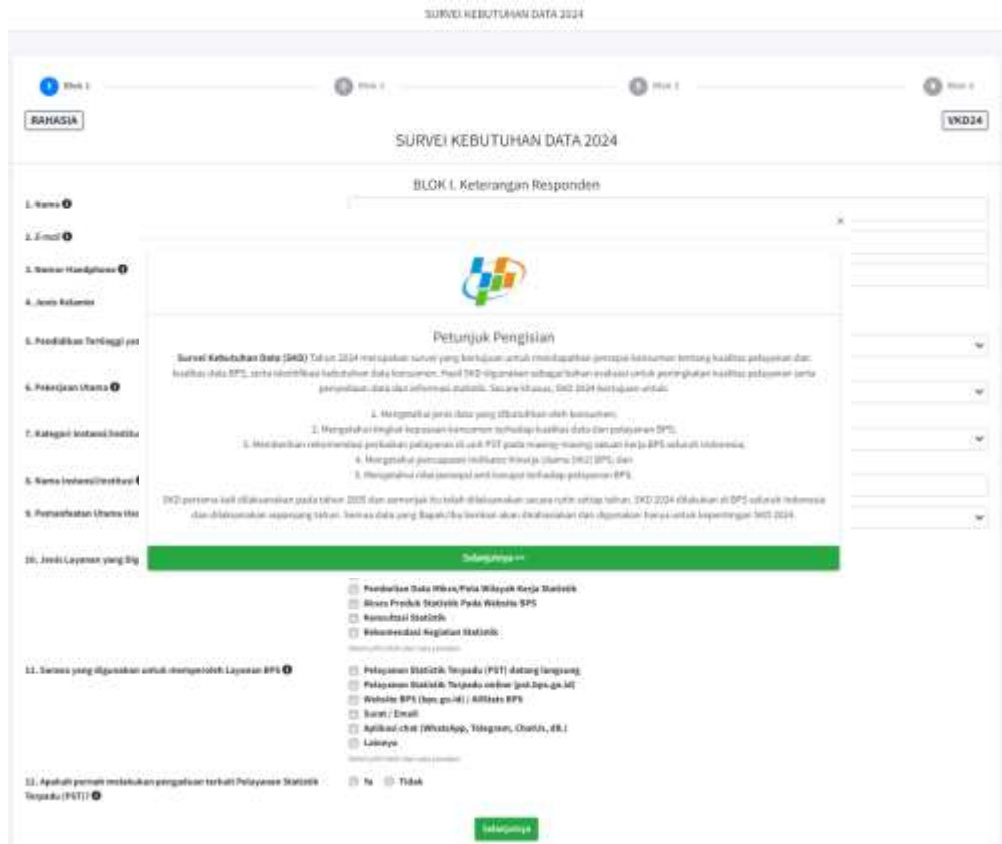 SURVEI KEBUTUHAN DATA 2024
Blok 1
RAHASIA
VKD24
SURVEI KEBUTUHAN DATA 2024
BLOK I. Keterangan Responden
1. Nama
2. E-mail
3. Nomor Handphone
4. Jenis Kelamin
5. Pendidikan Tertinggi yan
6. Pekerjaan Utama
7. Kategori Instansi/Institu
8. Nama Instansi/Institusi
9. Pemanfaatan Utama Has
10. Jenis Layanan yang Dig
×
Petunjuk Pengisian
Survei Kebutuhan Data (SKD) Tahun 2024 merupakan survei yang bertujuan untuk mendapatkan persepsi konsumen tentang kualitas pelayanan dan
kualitas data BPS, serta identifikasi kebutuhan data konsumen. Hasil SKD digunakan sebagai bahan evaluasi untuk peningkatan kualitas pelayanan serta
penyediaan data dan informasi statistik. Secara khusus, SKD 2024 bertujuan untuk:
1. Mengetahui jenis data yang dibutuhkan oleh konsumen;
2. Mengetahui tingkat kepuasan konsumen terhadap kualitas data dan pelayanan BPS;
3. Memberikan rekomendasi perbaikan pelayanan di unit PST pada masing-masing satuan kerja BPS seluruh Indonesia;
4. Mengetahui pencapaian Indikator Kinerja Utama (IKU) BPS; dan
5. Mengetahui nilai persepsi anti korupsi terhadap pelayanan BPS.
SKD pertama kali dilaksanakan pada tahun 2005 dan semenjak itu telah dilaksanakan secara rutin setiap tahun. SKD 2024 dilakukan di BPS seluruh Indonesia
dan dilaksanakan sepanjang tahun. Semua data yang Bapak/Ibu berikan akan dirahasiakan dan digunakan hanya untuk kepentingan SKD 2024.
Selanjutnya >>
Pembelian Data Mikro/Peta Wilayah Kerja Statistik
Akses Produk Statistik Pada Website BPS
Konsultasi Statistik
Rekomendasi Kegiatan Statistik
11. Sarana yang digunakan untuk memperoleh Layanan BPS
Pelayanan Statistik Terpadu (PST) datang langsung
Pelayanan Statistik Terpadu online (pst.bps.go.id)
Website BPS (bps.go.id) / AllStats BPS
Surat / Email
Aplikasi chat (WhatsApp, Telegram, ChatUs, dll.)
Lainnya
12. Apakah pernah melakukan pengaduan terkait Pelayanan Statistik
Terpadu (PST)?
Ya Tidak
Selanjutnya